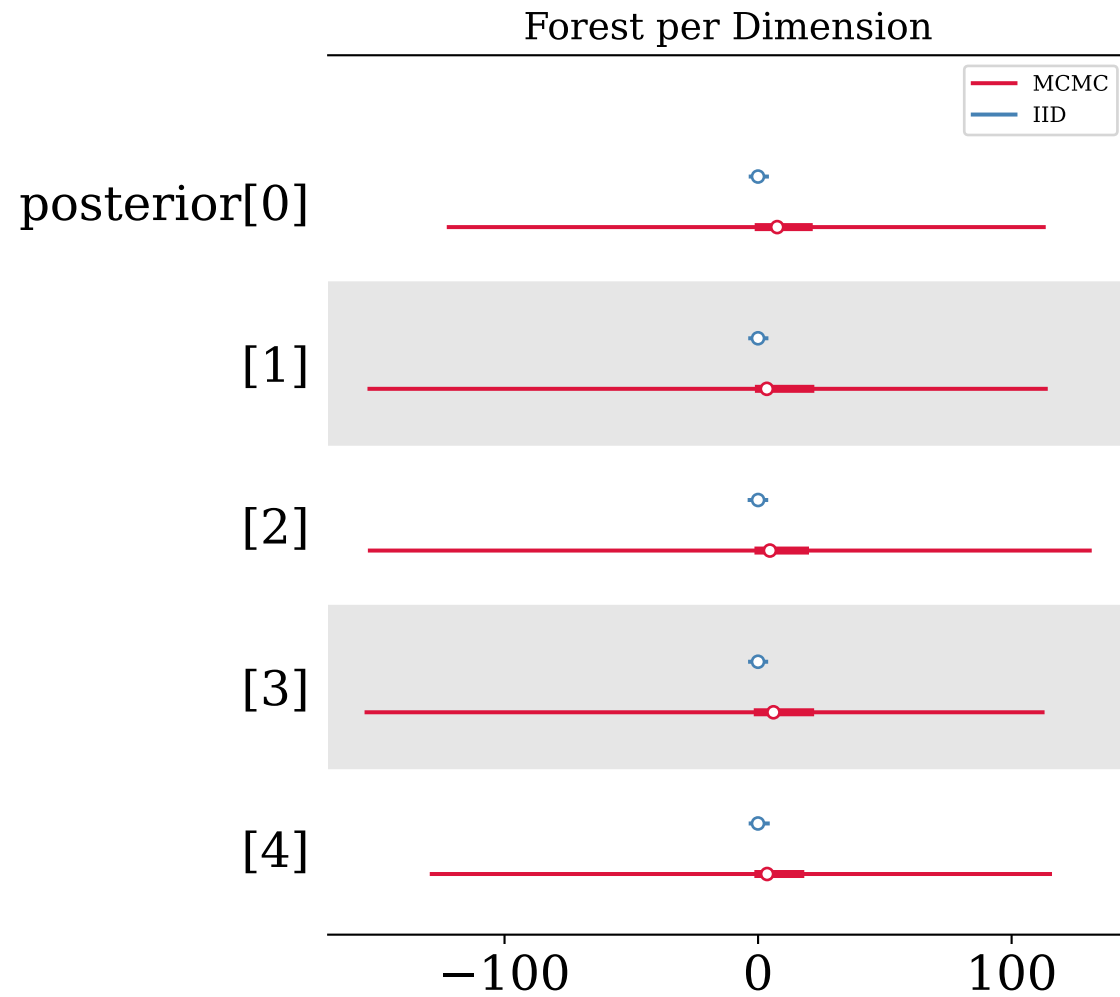 Forest per Dimension
MCMC
IID
posterior[0]
[1]
[2]
[3]
[4]
−100 0 100